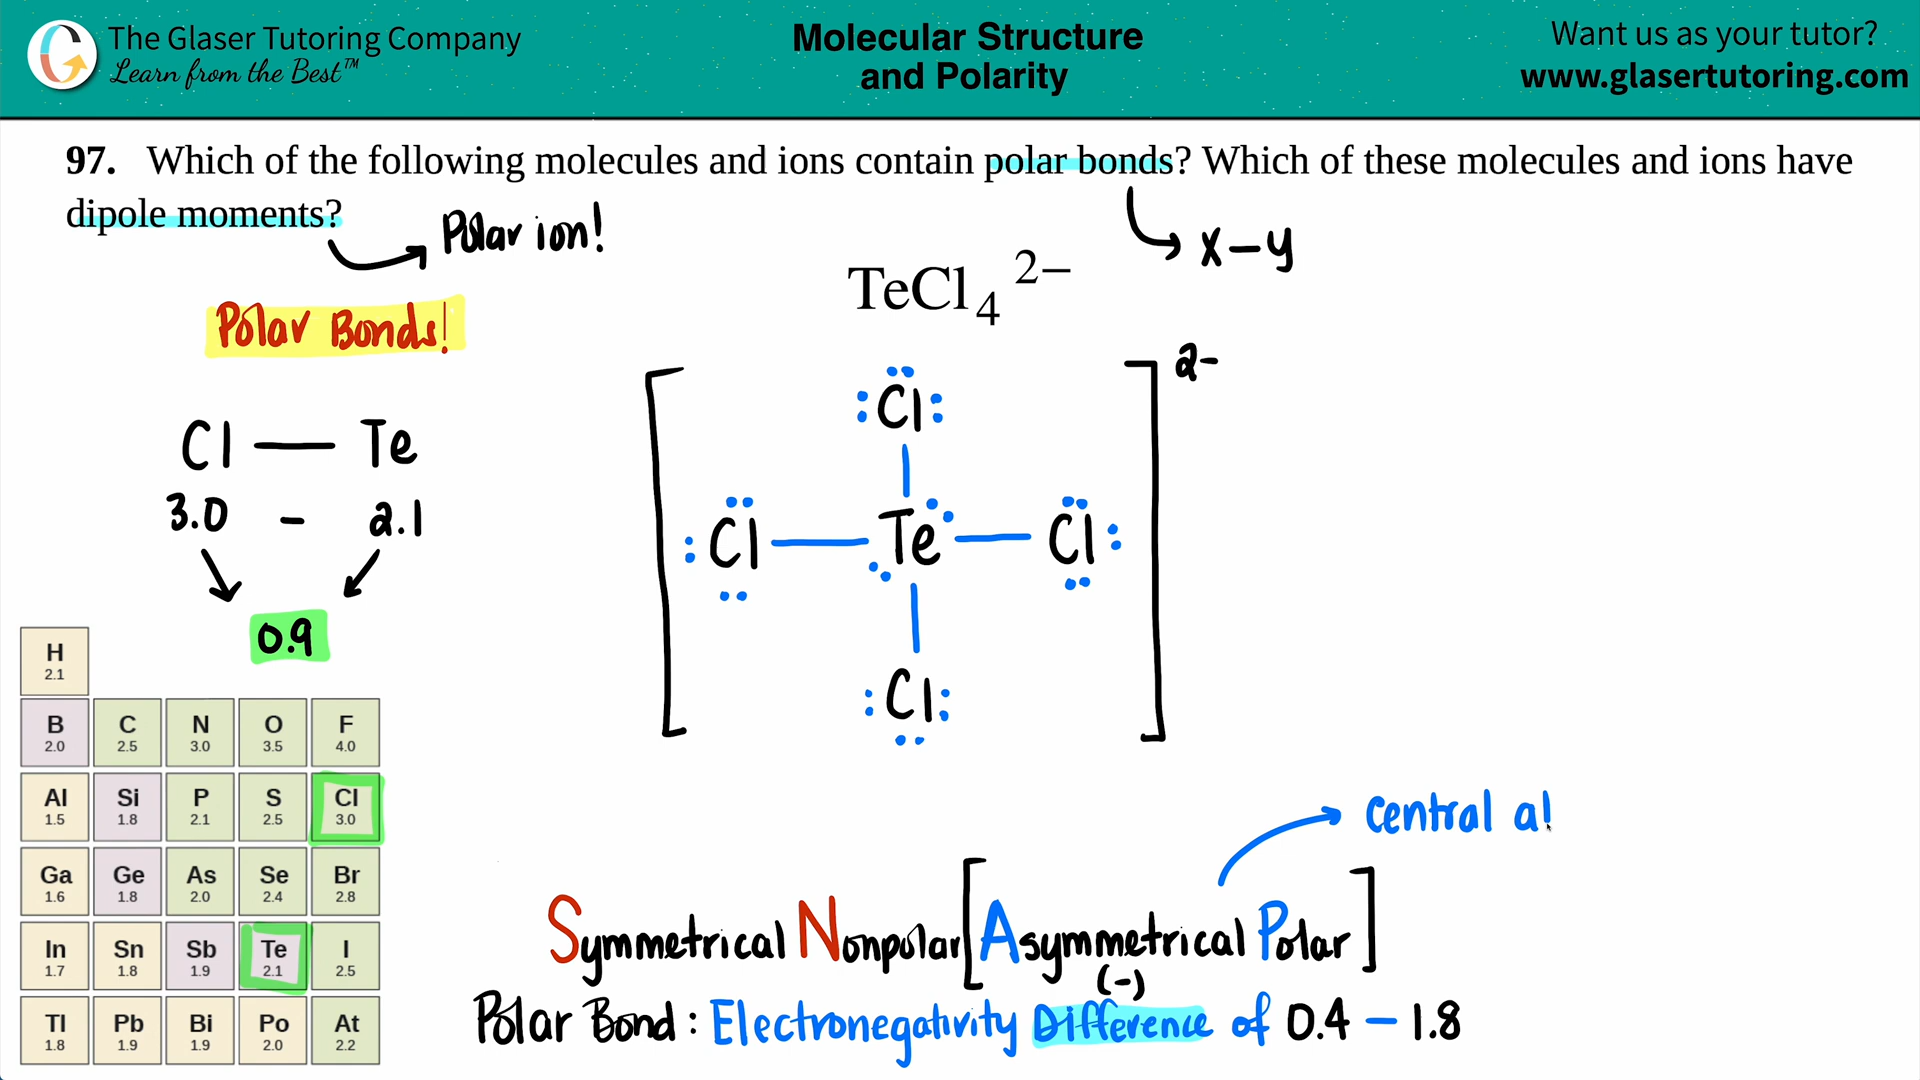 The Glaser Tutoring Company
Learn from the Best™
Molecular Structure
and Polarity
Want us as your tutor?
www.glasertutoring.com
97. Which of the following molecules and ions contain polar bonds? Which of these molecules and ions have
dipole moments?
Polar ion!
x – y
TeCl₄²⁻
Polar Bonds!
2-
Cl
Cl — Te
3.0 - 2.1
Cl — Te — Cl
0.9
Cl
H
2.1
B C N O F
2.0 2.5 3.0 3.5 4.0
Al Si P S Cl
1.5 1.8 2.1 2.5 3.0
Ga Ge As Se Br
1.6 1.8 2.0 2.4 2.8
In Sn Sb Te I
1.7 1.8 1.9 2.1 2.5
Tl Pb Bi Po At
1.8 1.9 1.9 2.0 2.2
Central at
Symmetrical Nonpolar [Asymmetrical Polar]
(-)
Polar Bond: Electronegativity Difference of 0.4 – 1.8